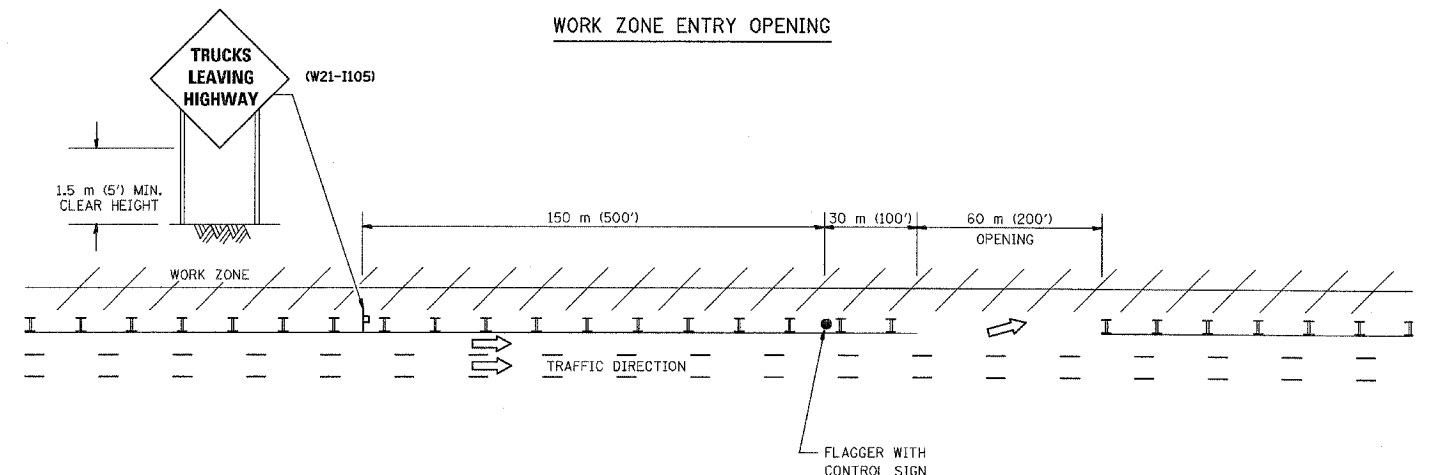 WORK ZONE ENTRY OPENING
TRUCKS
LEAVING
HIGHWAY
(W21-I105)
1.5 m (5') MIN.
CLEAR HEIGHT
150 m (500')
30 m (100')
60 m (200')
OPENING
WORK ZONE
TRAFFIC DIRECTION
FLAGGER WITH
CONTROL SIGN